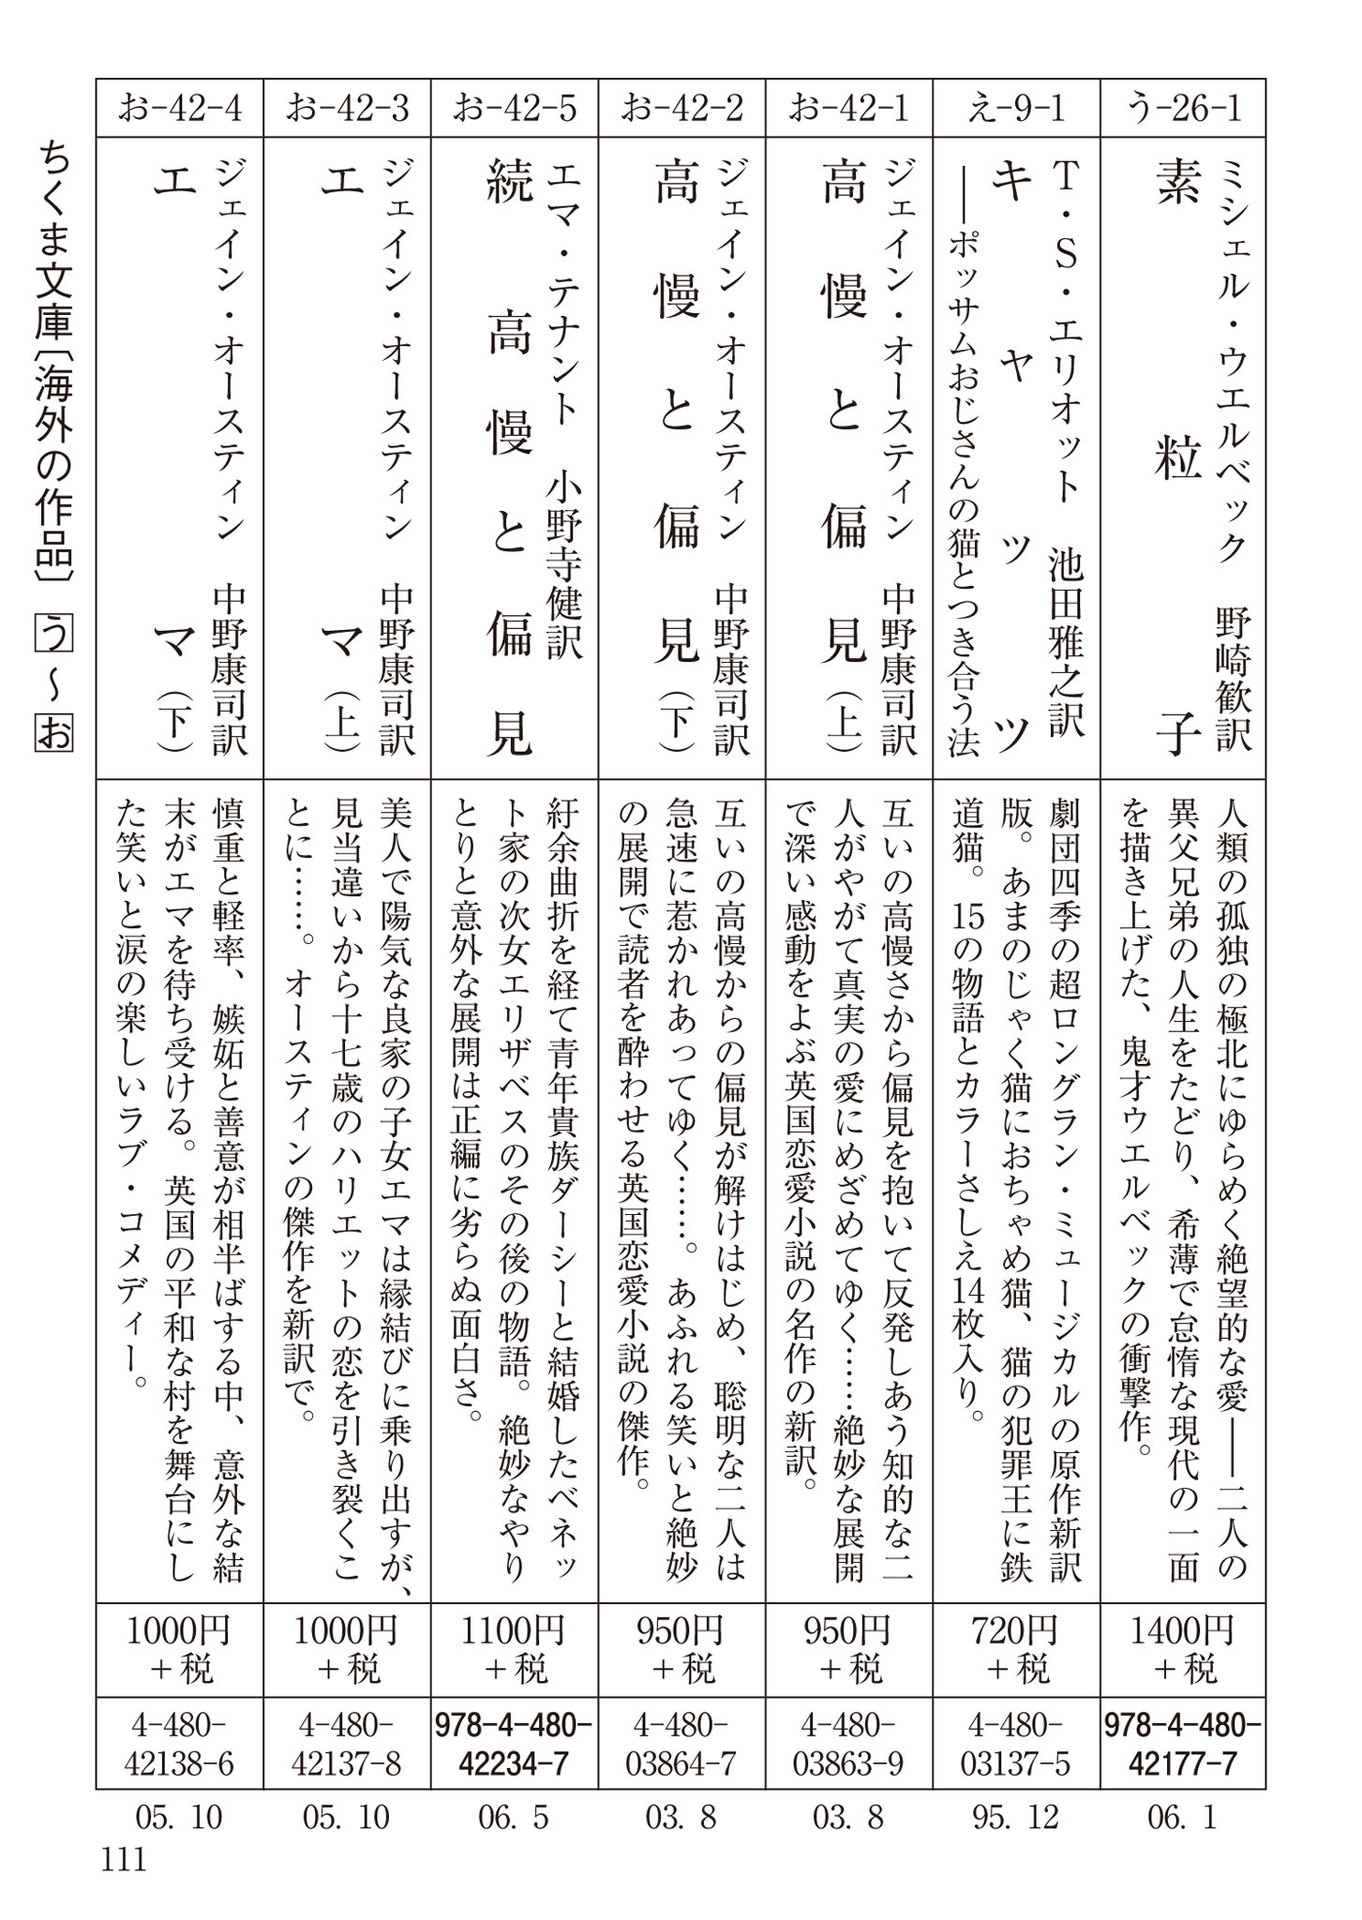 う-26-1
ミシェル・ウエルベック 野崎歓訳
素粒子
人類の孤独の極北にゆらめく絶望的な愛――二人の
異父兄弟の人生をたどり、希薄で怠惰な現代の一面
を描き上げた、鬼才ウエルベックの衝撃作。
1400円
+税
978-4-480-
42177-7
06. 1
え-9-1
T・S・エリオット 池田雅之訳
キャッツ
――ポッサムおじさんの猫とつき合う法
劇団四季の超ロングラン・ミュージカルの原作新訳
版。あまのじゃく猫におちゃめ猫、猫の犯罪王に鉄
道猫。15の物語とカラーさしえ14枚入り。
720円
+税
4-480-
03137-5
95. 12
お-42-1
ジェイン・オースティン 中野康司訳
高慢と偏見(上)
互いの高慢さから偏見を抱いて反発しあう知的な二
人がやがて真実の愛にめざめてゆく……絶妙な展開
で深い感動をよぶ英国恋愛小説の名作の新訳。
950円
+税
4-480-
03863-9
03. 8
お-42-2
ジェイン・オースティン 中野康司訳
高慢と偏見(下)
互いの高慢からの偏見が解けはじめ、聡明な二人は
急速に惹かれあってゆく……。あふれる笑いと絶妙
の展開で読者を酔わせる英国恋愛小説の傑作。
950円
+税
4-480-
03864-7
03. 8
お-42-5
エマ・テナント 小野寺健訳
続 高慢と偏見
紆余曲折を経て青年貴族ダーシーと結婚したベネッ
ト家の次女エリザベスのその後の物語。絶妙なやり
とりと意外な展開は正編に劣らぬ面白さ。
1100円
+税
978-4-480-
42234-7
06. 5
お-42-3
ジェイン・オースティン 中野康司訳
エマ(上)
美人で陽気な良家の子女エマは縁結びに乗り出すが、
見当違いから十七歳のハリエットの恋を引き裂くこ
とに……。オースティンの傑作を新訳で。
1000円
+税
4-480-
42137-8
05. 10
お-42-4
ジェイン・オースティン 中野康司訳
エマ(下)
慎重と軽率、嫉妬と善意が相半ばする中、意外な結
末がエマを待ち受ける。英国の平和な村を舞台にし
た笑いと涙の楽しいラブ・コメディー。
1000円
+税
4-480-
42138-6
05. 10
ちくま文庫〔海外の作品〕 う〜お
111